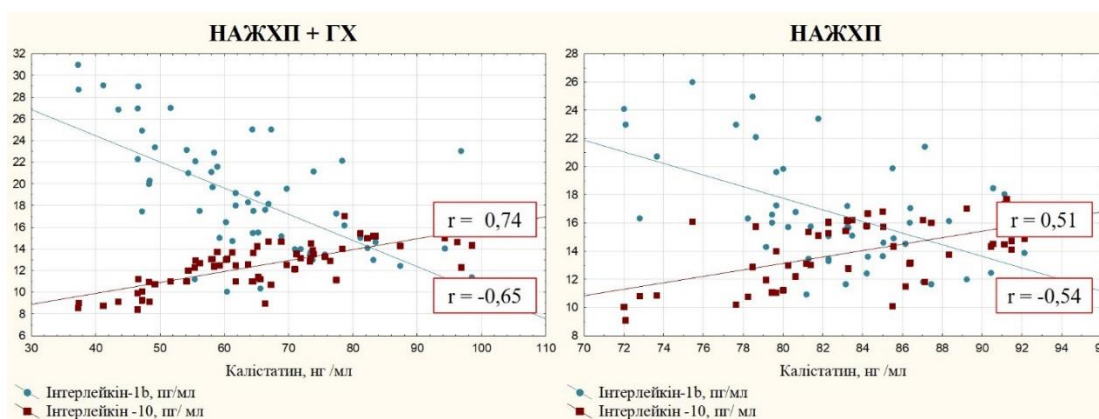 НАЖХП + ГХ
32
30
28
26
24
22
20
18
16
14
12
10
8
6
r = 0,74
r = -0,65
30 40 50 60 70 80 90 100 110
Калістатин, нг /мл
Інтерлейкін-1b, пг/мл
Інтерлейкін -10, пг/ мл
НАЖХП
28
26
24
22
20
18
16
14
12
10
8
r = 0,51
r = -0,54
70 72 74 76 78 80 82 84 86 88 90 92 94 96
Калістатин, нг /мл
Інтерлейкін-1b, пг/мл
Інтерлейкін -10, пг/ мл